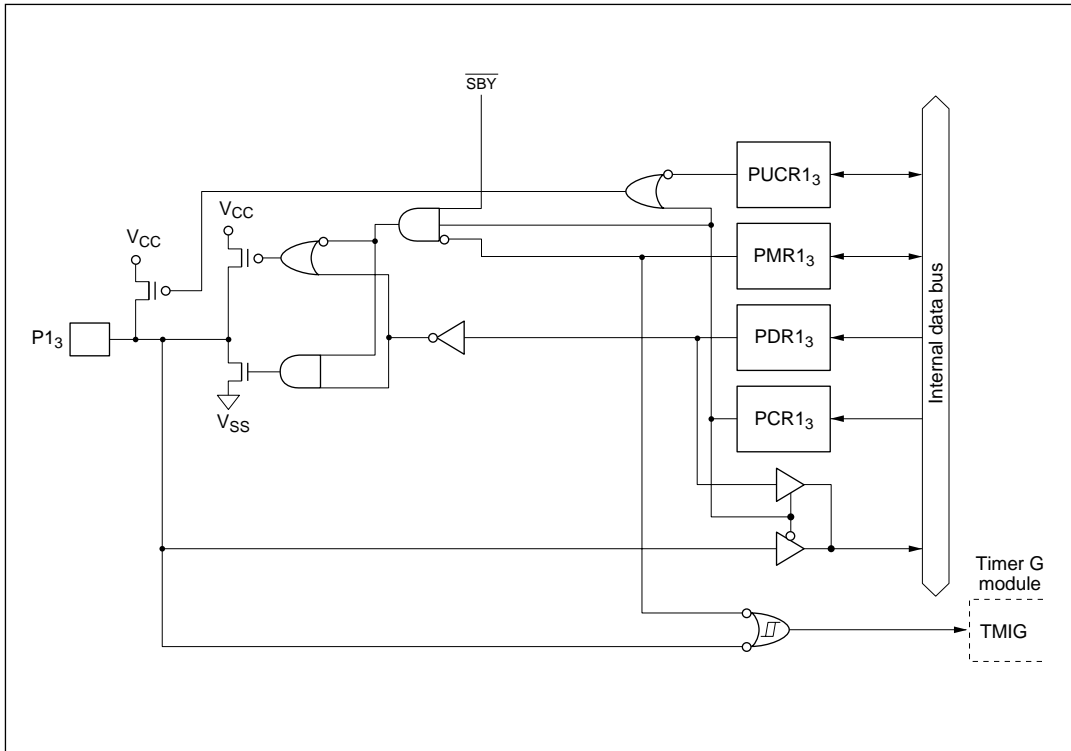 SBY
PUCR1₃
V_CC
V_CC
PMR1₃
P1₃
PDR1₃
Internal data bus
V_SS
PCR1₃
Timer G
module
TMIG